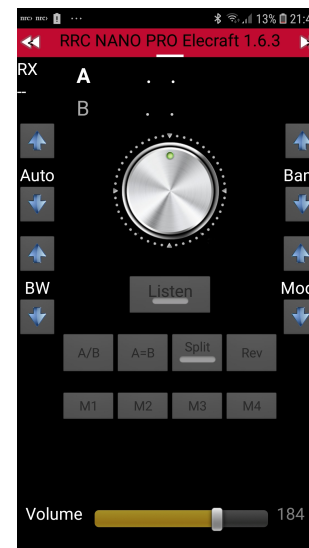 13% 21:4
RRC NANO PRO Elecraft 1.6.3
RX A . .
--
B . .
Auto Ban
BW Mod
Listen
A/B A=B Split Rev
M1 M2 M3 M4
Volume 184